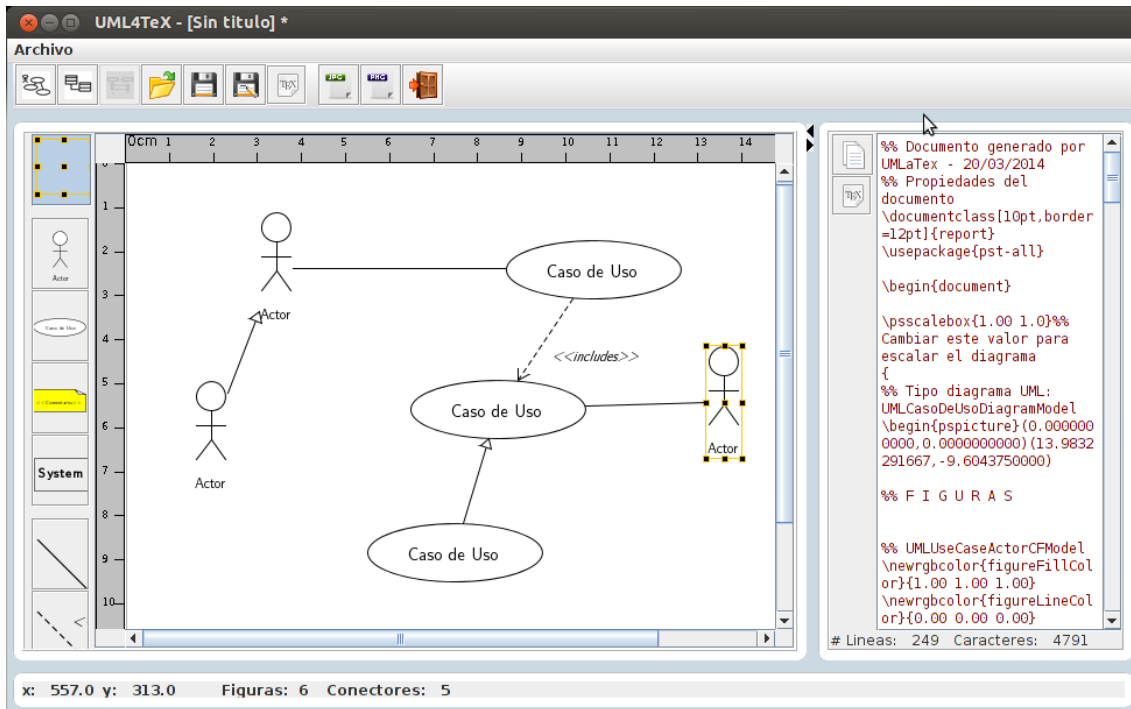 UML4TeX - [Sin titulo] *
Archivo
TEX
JPG
PNG
0cm 1 2 3 4 5 6 7 8 9 10 11 12 13 14
0
1
2
3
4
5
6
7
8
9
10
Actor
Caso de Uso
System
<
Caso de Uso
Actor
<<includes>>
Caso de Uso
Actor
Actor
Caso de Uso
TEX
%% Documento generado por
UMLaTex - 20/03/2014
%% Propiedades del
documento
\documentclass[10pt,border
=12pt]{report}
\usepackage{pst-all}
\begin{document}
\psscalebox{1.00 1.0}%%
Cambiar este valor para
escalar el diagrama
{
%% Tipo diagrama UML:
UMLCasoDeUsoDiagramModel
\begin{pspicture}(0.000000
0000,0.0000000000)(13.9832
291667,-9.6043750000)
%% F I G U R A S
%% UMLUseCaseActorCFModel
\newrgbcolor{figureFillCol
or}{1.00 1.00 1.00}
\newrgbcolor{figureLineCol
or}{0.00 0.00 0.00}
# Lineas: 249 Caracteres: 4791
x: 557.0 y: 313.0 Figuras: 6 Conectores: 5